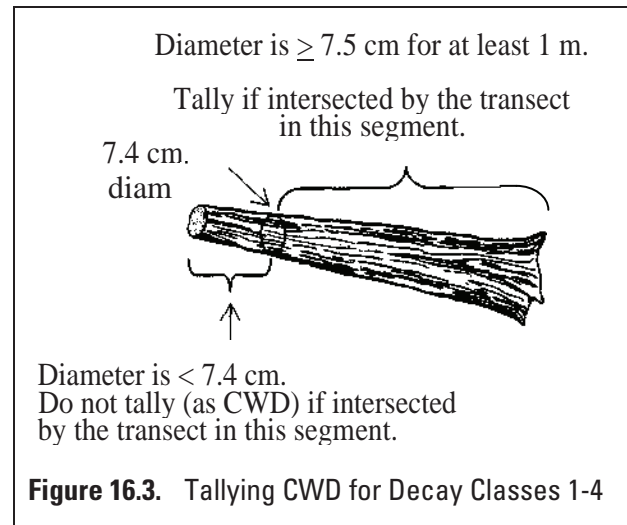 Diameter is ≥ 7.5 cm for at least 1 m.
Tally if intersected by the transect
in this segment.
7.4 cm.
diam
Diameter is < 7.4 cm.
Do not tally (as CWD) if intersected
by the transect in this segment.
Figure 16.3. Tallying CWD for Decay Classes 1-4